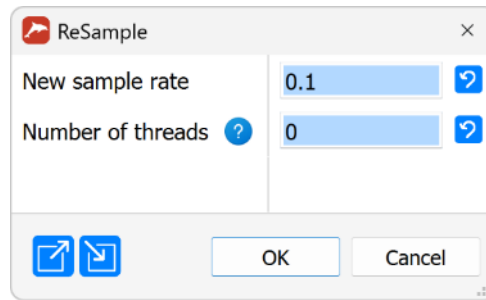 ReSample
New sample rate 0.1
Number of threads ? 0
OK Cancel